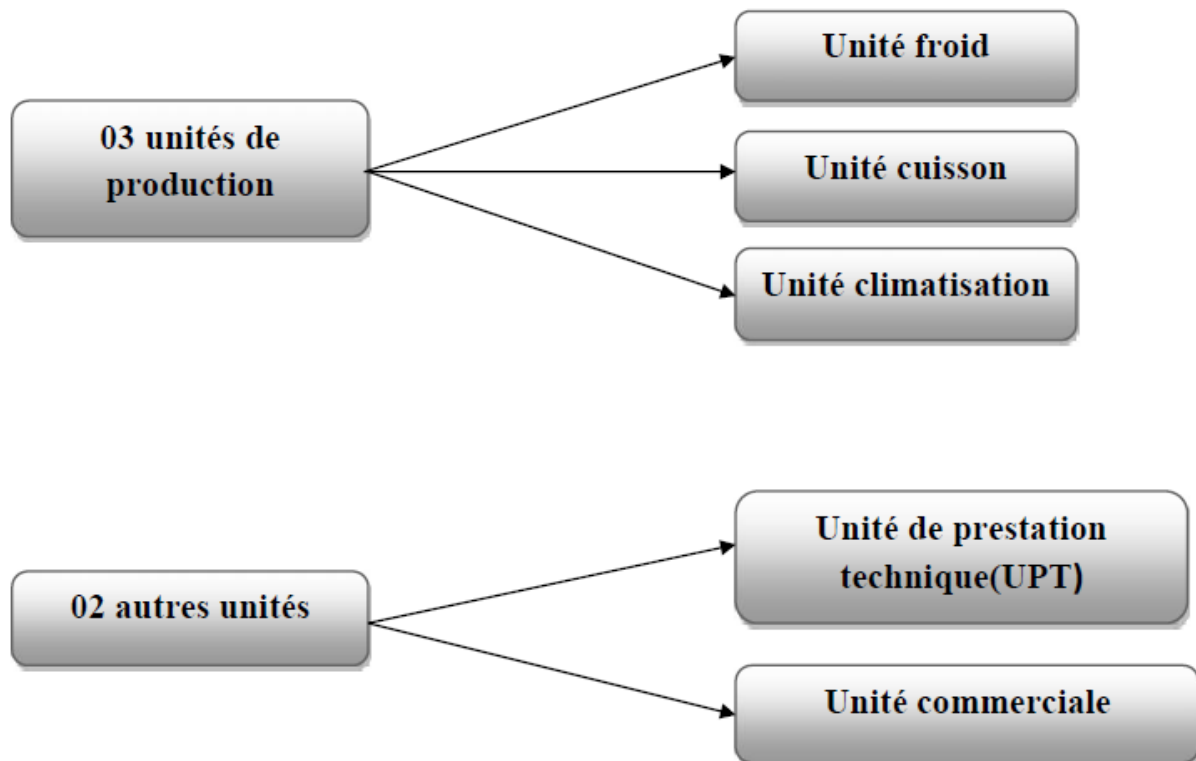 03 unités de
production
Unité froid
Unité cuisson
Unité climatisation
02 autres unités
Unité de prestation
technique(UPT)
Unité commerciale